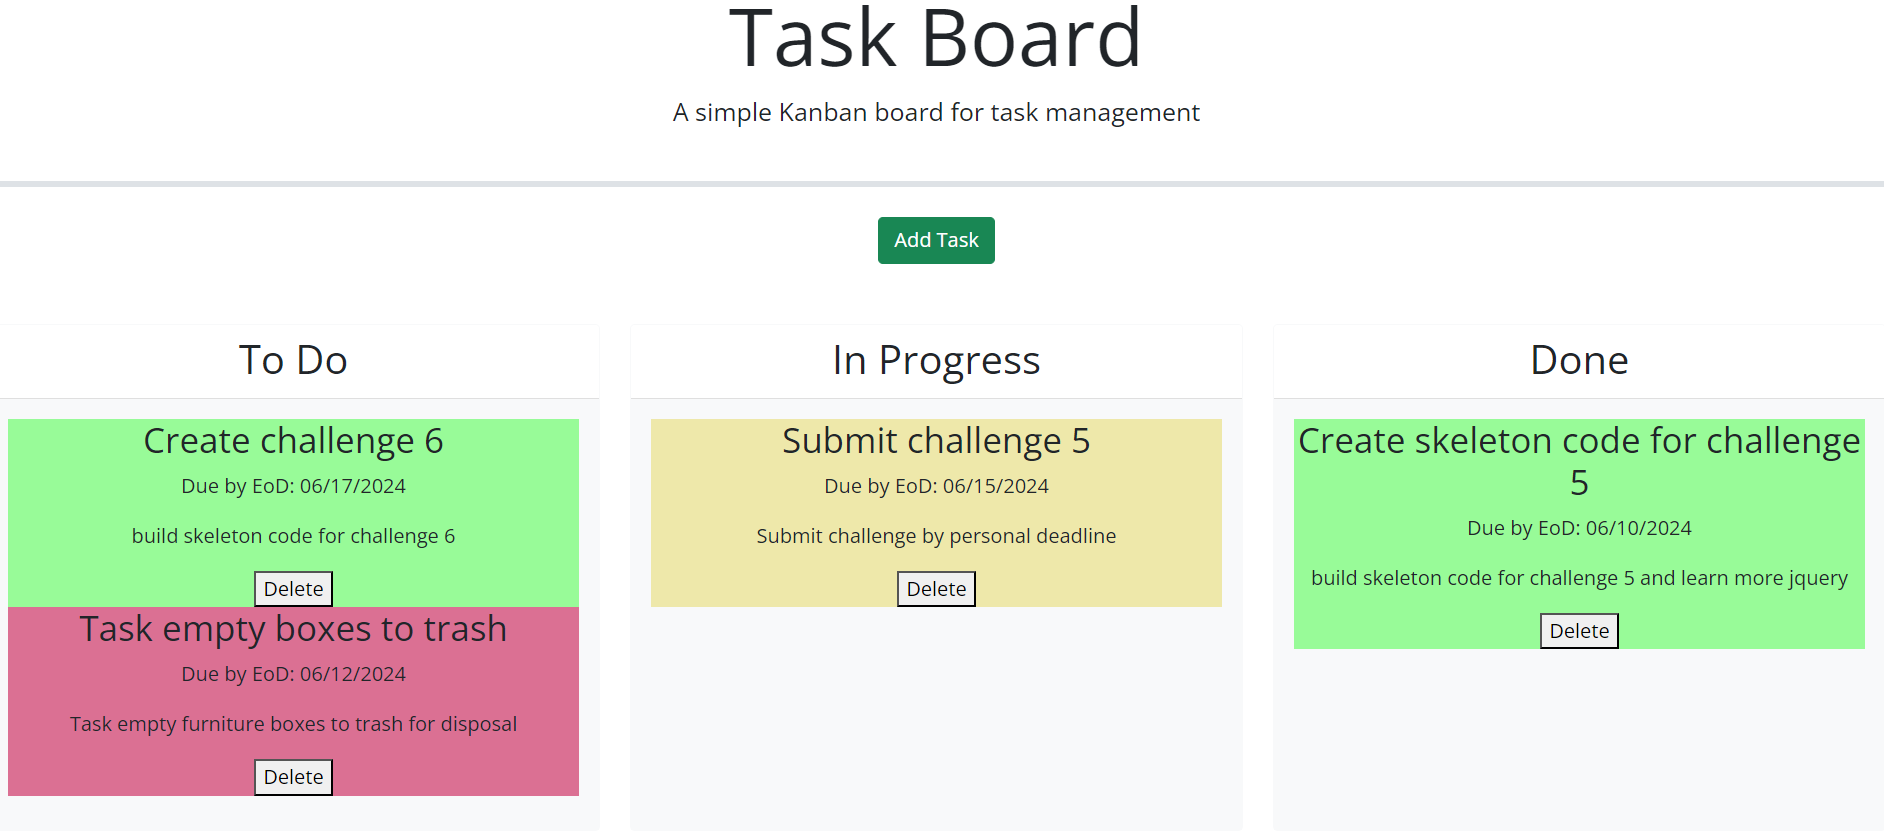 Task Board
A simple Kanban board for task management
Add Task
To Do
Create challenge 6
Due by EoD: 06/17/2024
build skeleton code for challenge 6
Delete
Task empty boxes to trash
Due by EoD: 06/12/2024
Task empty furniture boxes to trash for disposal
Delete
In Progress
Submit challenge 5
Due by EoD: 06/15/2024
Submit challenge by personal deadline
Delete
Done
Create skeleton code for challenge
5
Due by EoD: 06/10/2024
build skeleton code for challenge 5 and learn more jquery
Delete